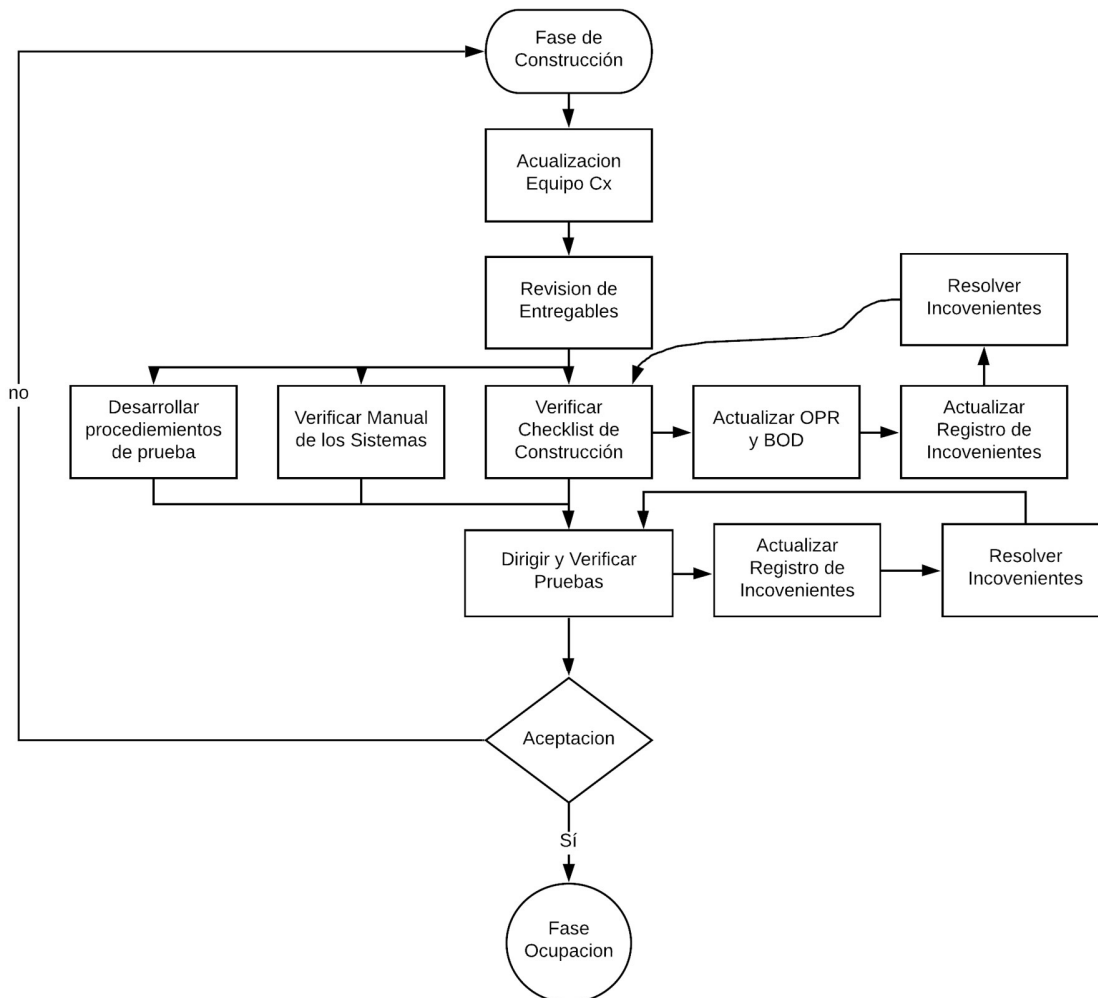 Fase de
Construcción
Acualizacion
Equipo Cx
Revision de
Entregables
Resolver
Incovenientes
no
Desarrollar
procediemientos
de prueba
Verificar Manual
de los Sistemas
Verificar
Checklist de
Construcción
Actualizar OPR
y BOD
Actualizar
Registro de
Incovenientes
Dirigir y Verificar
Pruebas
Actualizar
Registro de
Incovenientes
Resolver
Incovenientes
Aceptacion
Sí
Fase
Ocupacion